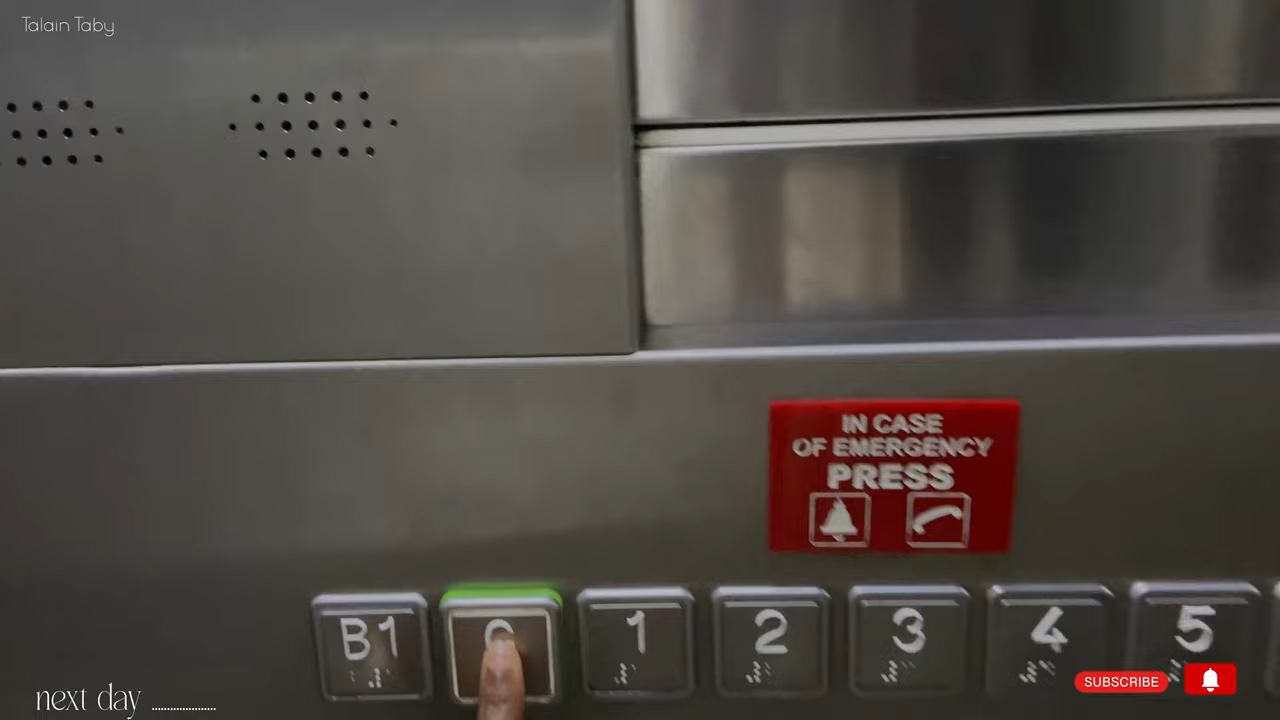 Talain Taby
IN CASE
OF EMERGENCY
PRESS
B1 1 2 3 4 5
SUBSCRIBE
next day ..................